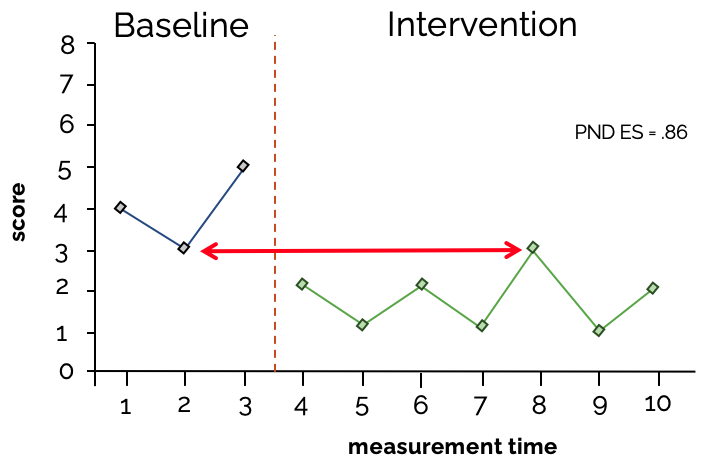 Baseline Intervention
8
7
6
PND ES = .86
5
4
3
2
1
0
score
1 2 3 4 5 6 7 8 9 10
measurement time